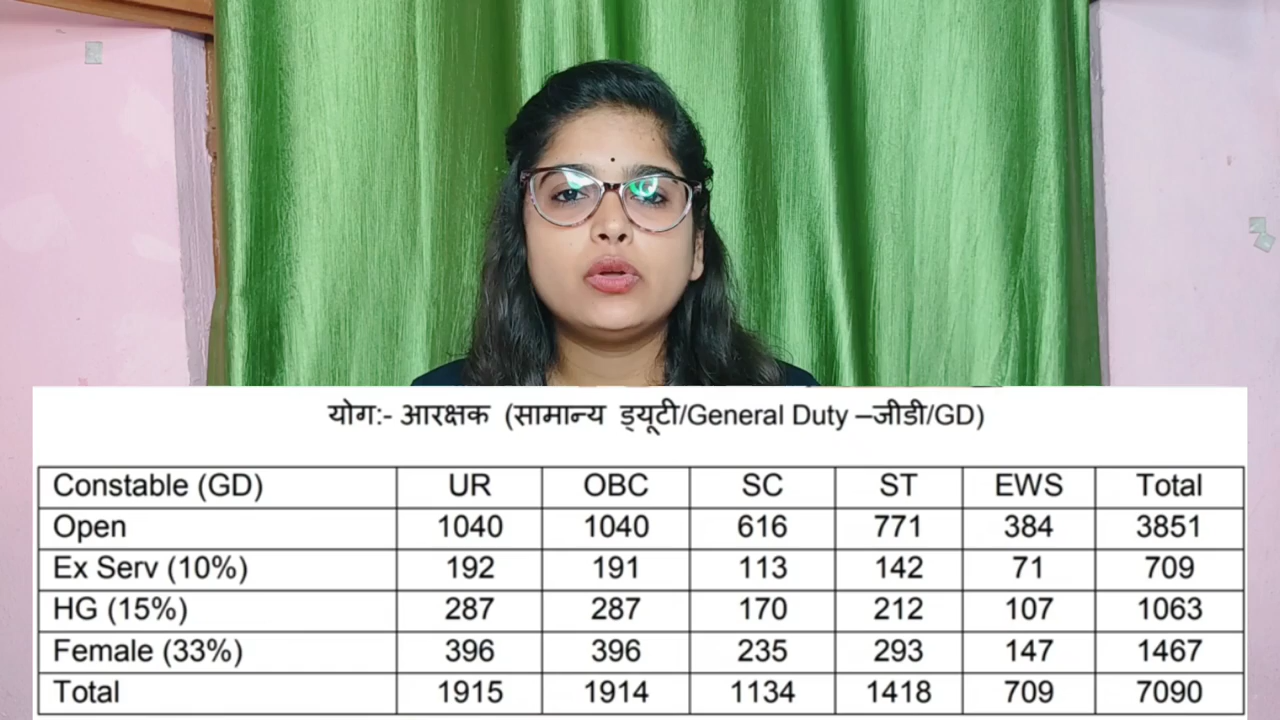 योग:- आरक्षक (सामान्य ड्यूटी/General Duty –जीडी/GD)
Constable (GD) UR OBC SC ST EWS Total
Open 1040 1040 616 771 384 3851
Ex Serv (10%) 192 191 113 142 71 709
HG (15%) 287 287 170 212 107 1063
Female (33%) 396 396 235 293 147 1467
Total 1915 1914 1134 1418 709 7090